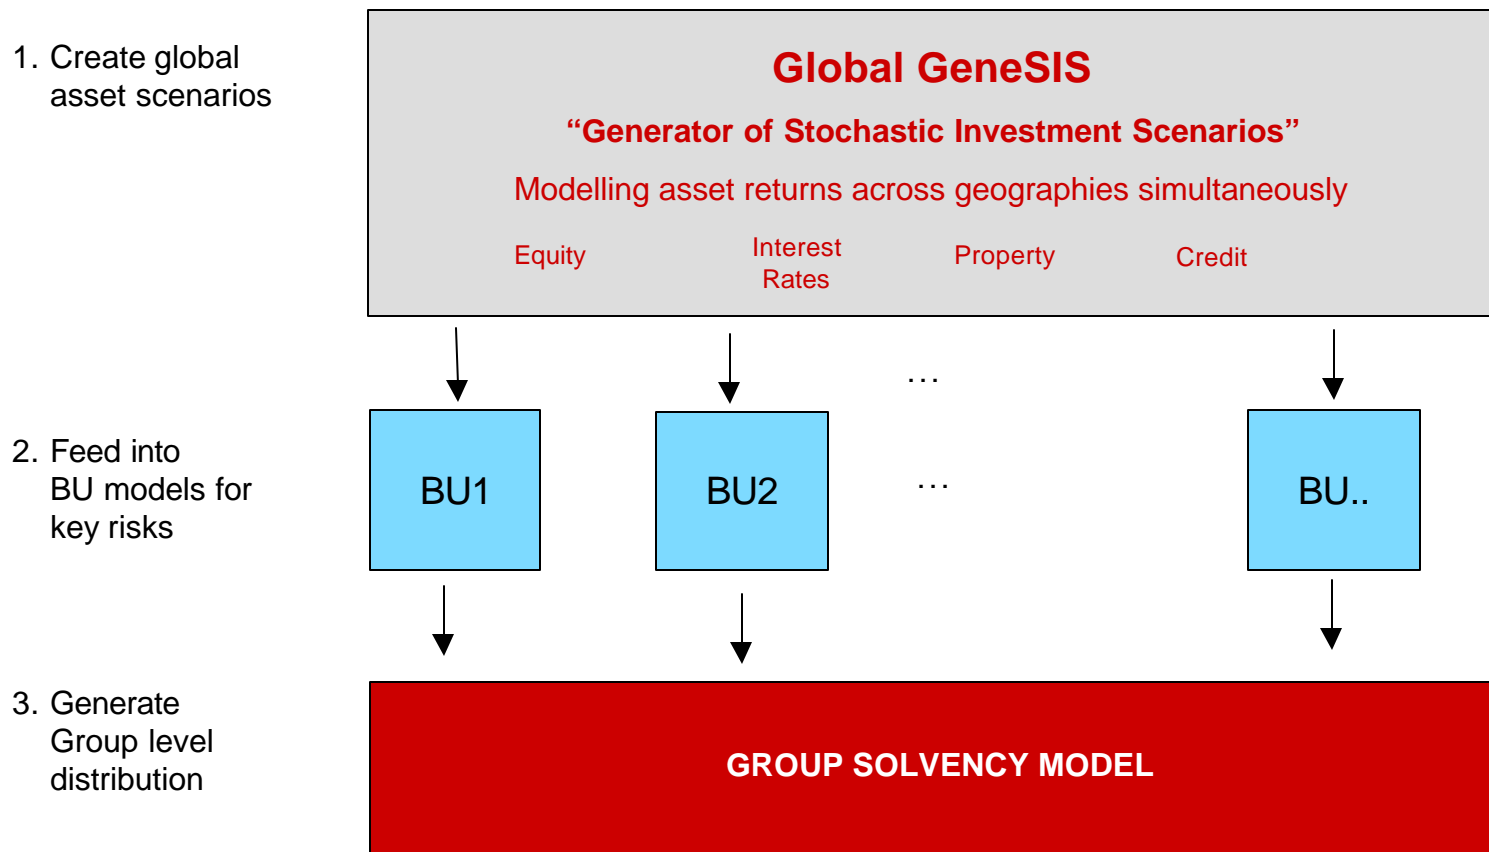 1. Create global
asset scenarios
Global GeneSIS
“Generator of Stochastic Investment Scenarios”
Modelling asset returns across geographies simultaneously
Equity
Interest
Rates
Property
Credit
...
2. Feed into
BU models for
key risks
BU1
BU2
...
BU..
3. Generate
Group level
distribution
GROUP SOLVENCY MODEL